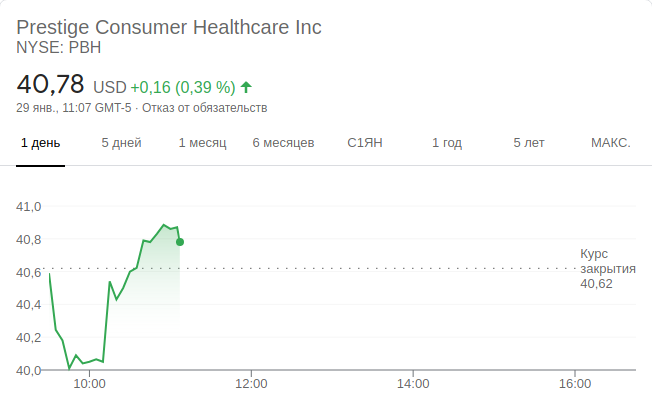 Prestige Consumer Healthcare Inc
NYSE: PBH
40,78 USD +0,16 (0,39 %)
29 янв., 11:07 GMT-5 · Отказ от обязательств
1 день 5 дней 1 месяц 6 месяцев С1ЯН 1 год 5 лет МАКС.
41,0
40,8
Курс
закрытия
40,62
40,6
40,4
40,2
40,0
10:00 12:00 14:00 16:00